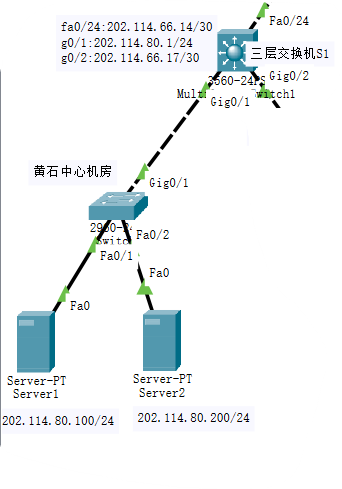 fa0/24:202.114.66.14/30
g0/1:202.114.80.1/24
g0/2:202.114.66.17/30
Fa0/24
三层交换机S1
3560-24PS
Gig0/2
Gig0/1
黄石中心机房
Gig0/1
Fa0/2
Fa0/1
Fa0
Fa0
Server-PT
Server1
Server-PT
Server2
202.114.80.100/24
202.114.80.200/24